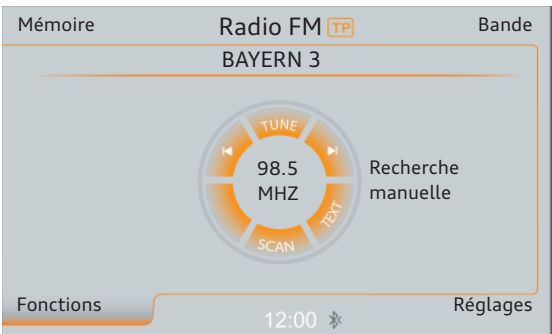 Mémoire
Radio FM TP
Bande
BAYERN 3
TUNE
98.5
MHZ
Recherche
manuelle
TEXT
SCAN
Fonctions
12:00
Réglages